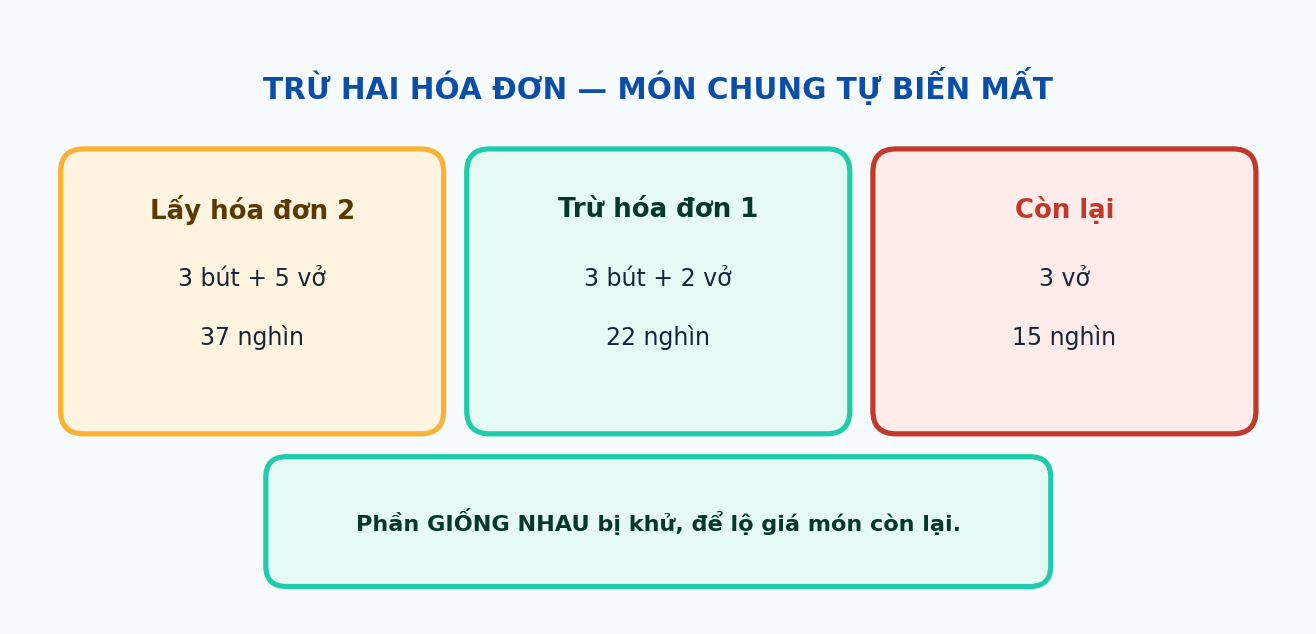 TRỪ HAI HÓA ĐƠN — MÓN CHUNG TỰ BIẾN MẤT
Lấy hóa đơn 2
3 bút + 5 vở
37 nghìn
Trừ hóa đơn 1
3 bút + 2 vở
22 nghìn
Còn lại
3 vở
15 nghìn
Phần GIỐNG NHAU bị khử, để lộ giá món còn lại.